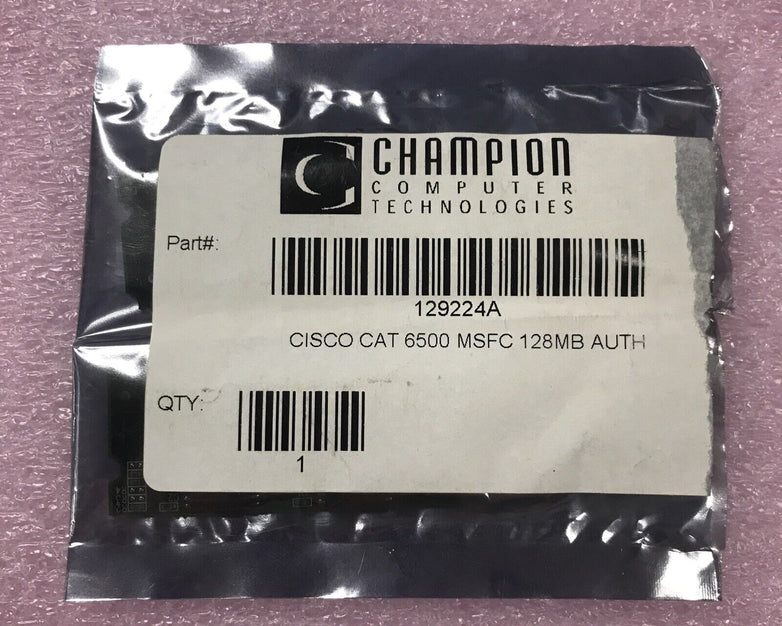 CHAMPION
COMPUTER
TECHNOLOGIES
Part#:
129224A
CISCO CAT 6500 MSFC 128MB AUTH
QTY:
1